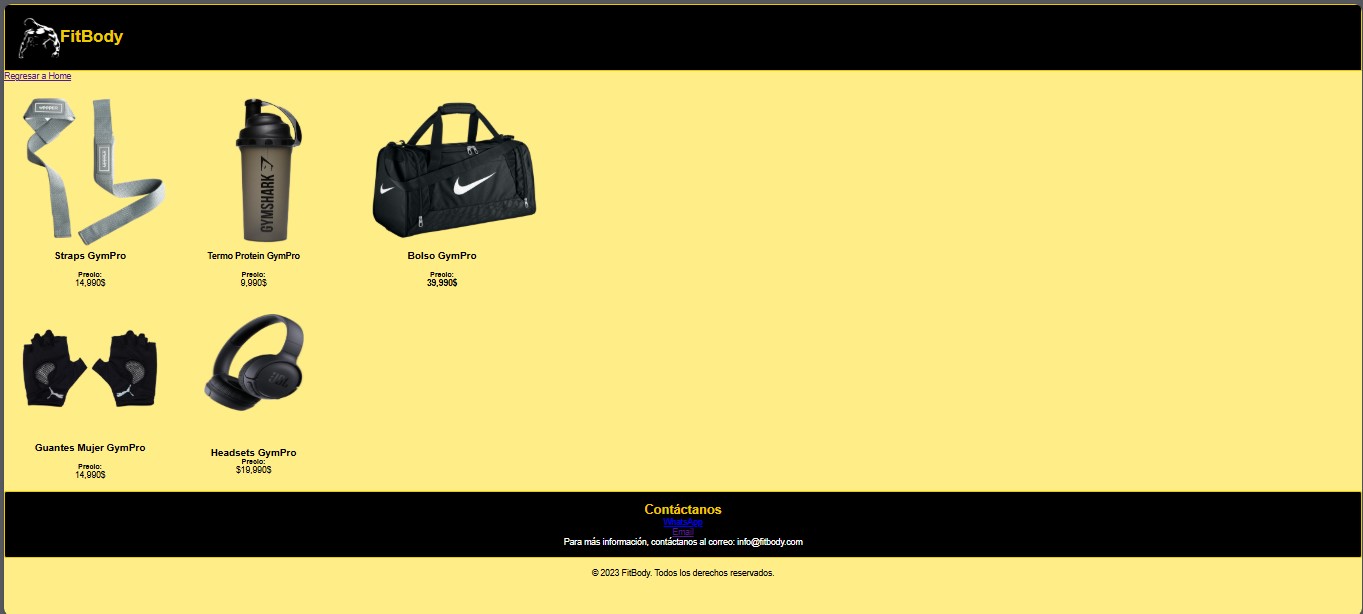 FitBody
Regresar a Home
GYMSHARK
Straps GymPro
Termo Protein GymPro
Bolso GymPro
Precio:
14,990$
Precio:
9,990$
Precio:
39,990$
JBL
Guantes Mujer GymPro
Precio:
14,990$
Headsets GymPro
Precio:
$19,990$
Contáctanos
WhatsApp
Email
Para más información, contáctanos al correo: info@fitbody.com
© 2023 FitBody. Todos los derechos reservados.